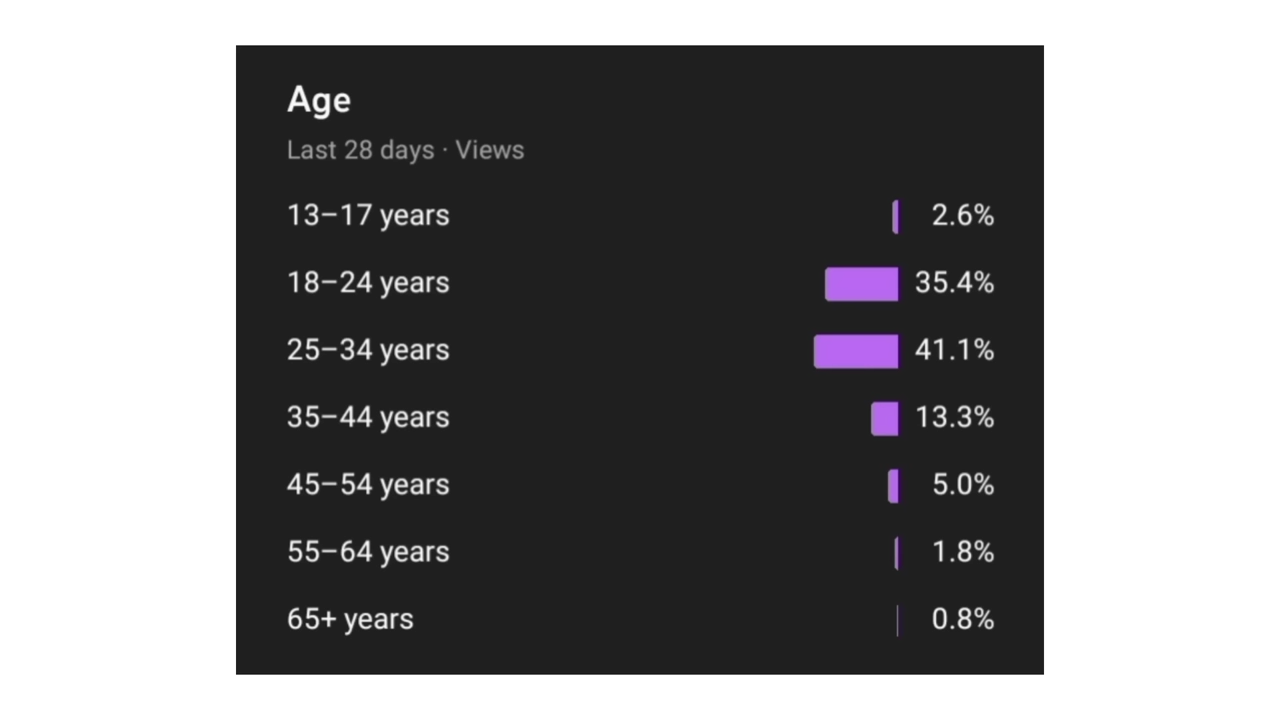 Age
Last 28 days · Views
13–17 years 2.6%
18–24 years 35.4%
25–34 years 41.1%
35–44 years 13.3%
45–54 years 5.0%
55–64 years 1.8%
65+ years 0.8%